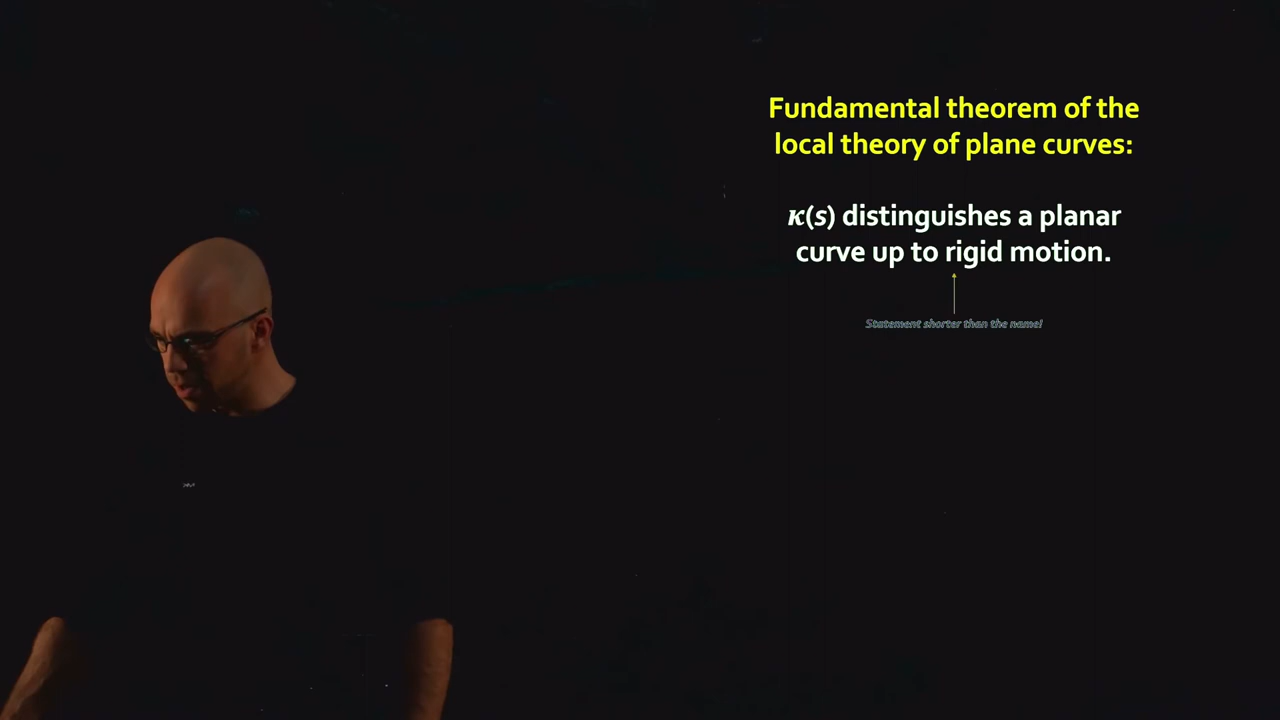 Fundamental theorem of the
local theory of plane curves:
κ(s) distinguishes a planar
curve up to rigid motion.
Statement shorter than the name!